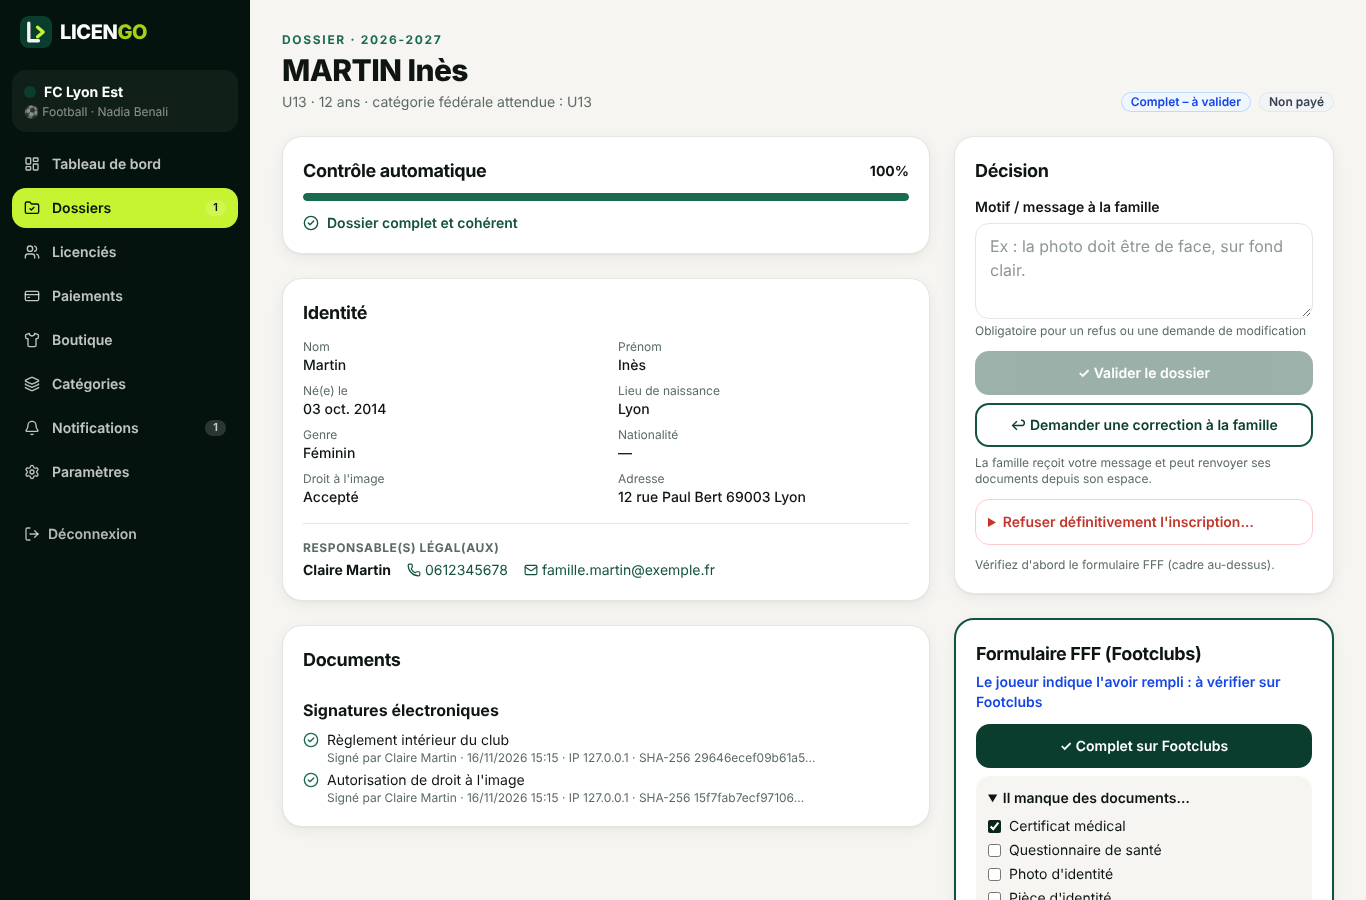 LICENGO
FC Lyon Est
Football · Nadia Benali
Tableau de bord
Dossiers 1
Licenciés
Paiements
Boutique
Catégories
Notifications 1
Paramètres
Déconnexion
DOSSIER · 2026-2027
MARTIN Inès
U13 · 12 ans · catégorie fédérale attendue : U13
Complet – à valider
Non payé
Contrôle automatique 100%
Dossier complet et cohérent
Identité
Nom
Martin
Prénom
Inès
Né(e) le
03 oct. 2014
Lieu de naissance
Lyon
Genre
Féminin
Nationalité
—
Droit à l'image
Accepté
Adresse
12 rue Paul Bert 69003 Lyon
RESPONSABLE(S) LÉGAL(AUX)
Claire Martin 0612345678 famille.martin@exemple.fr
Documents
Signatures électroniques
Règlement intérieur du club
Signé par Claire Martin · 16/11/2026 15:15 · IP 127.0.0.1 · SHA-256 29646ecef09b61a5…
Autorisation de droit à l'image
Signé par Claire Martin · 16/11/2026 15:15 · IP 127.0.0.1 · SHA-256 15f7fab7ecf97106…
Décision
Motif / message à la famille
Ex : la photo doit être de face, sur fond
clair.
Obligatoire pour un refus ou une demande de modification
✓ Valider le dossier
↩ Demander une correction à la famille
La famille reçoit votre message et peut renvoyer ses
documents depuis son espace.
▶ Refuser définitivement l'inscription…
Vérifiez d'abord le formulaire FFF (cadre au-dessus).
Formulaire FFF (Footclubs)
Le joueur indique l'avoir rempli : à vérifier sur
Footclubs
✓ Complet sur Footclubs
▼ Il manque des documents…
Certificat médical
Questionnaire de santé
Photo d'identité
Pièce d'identité